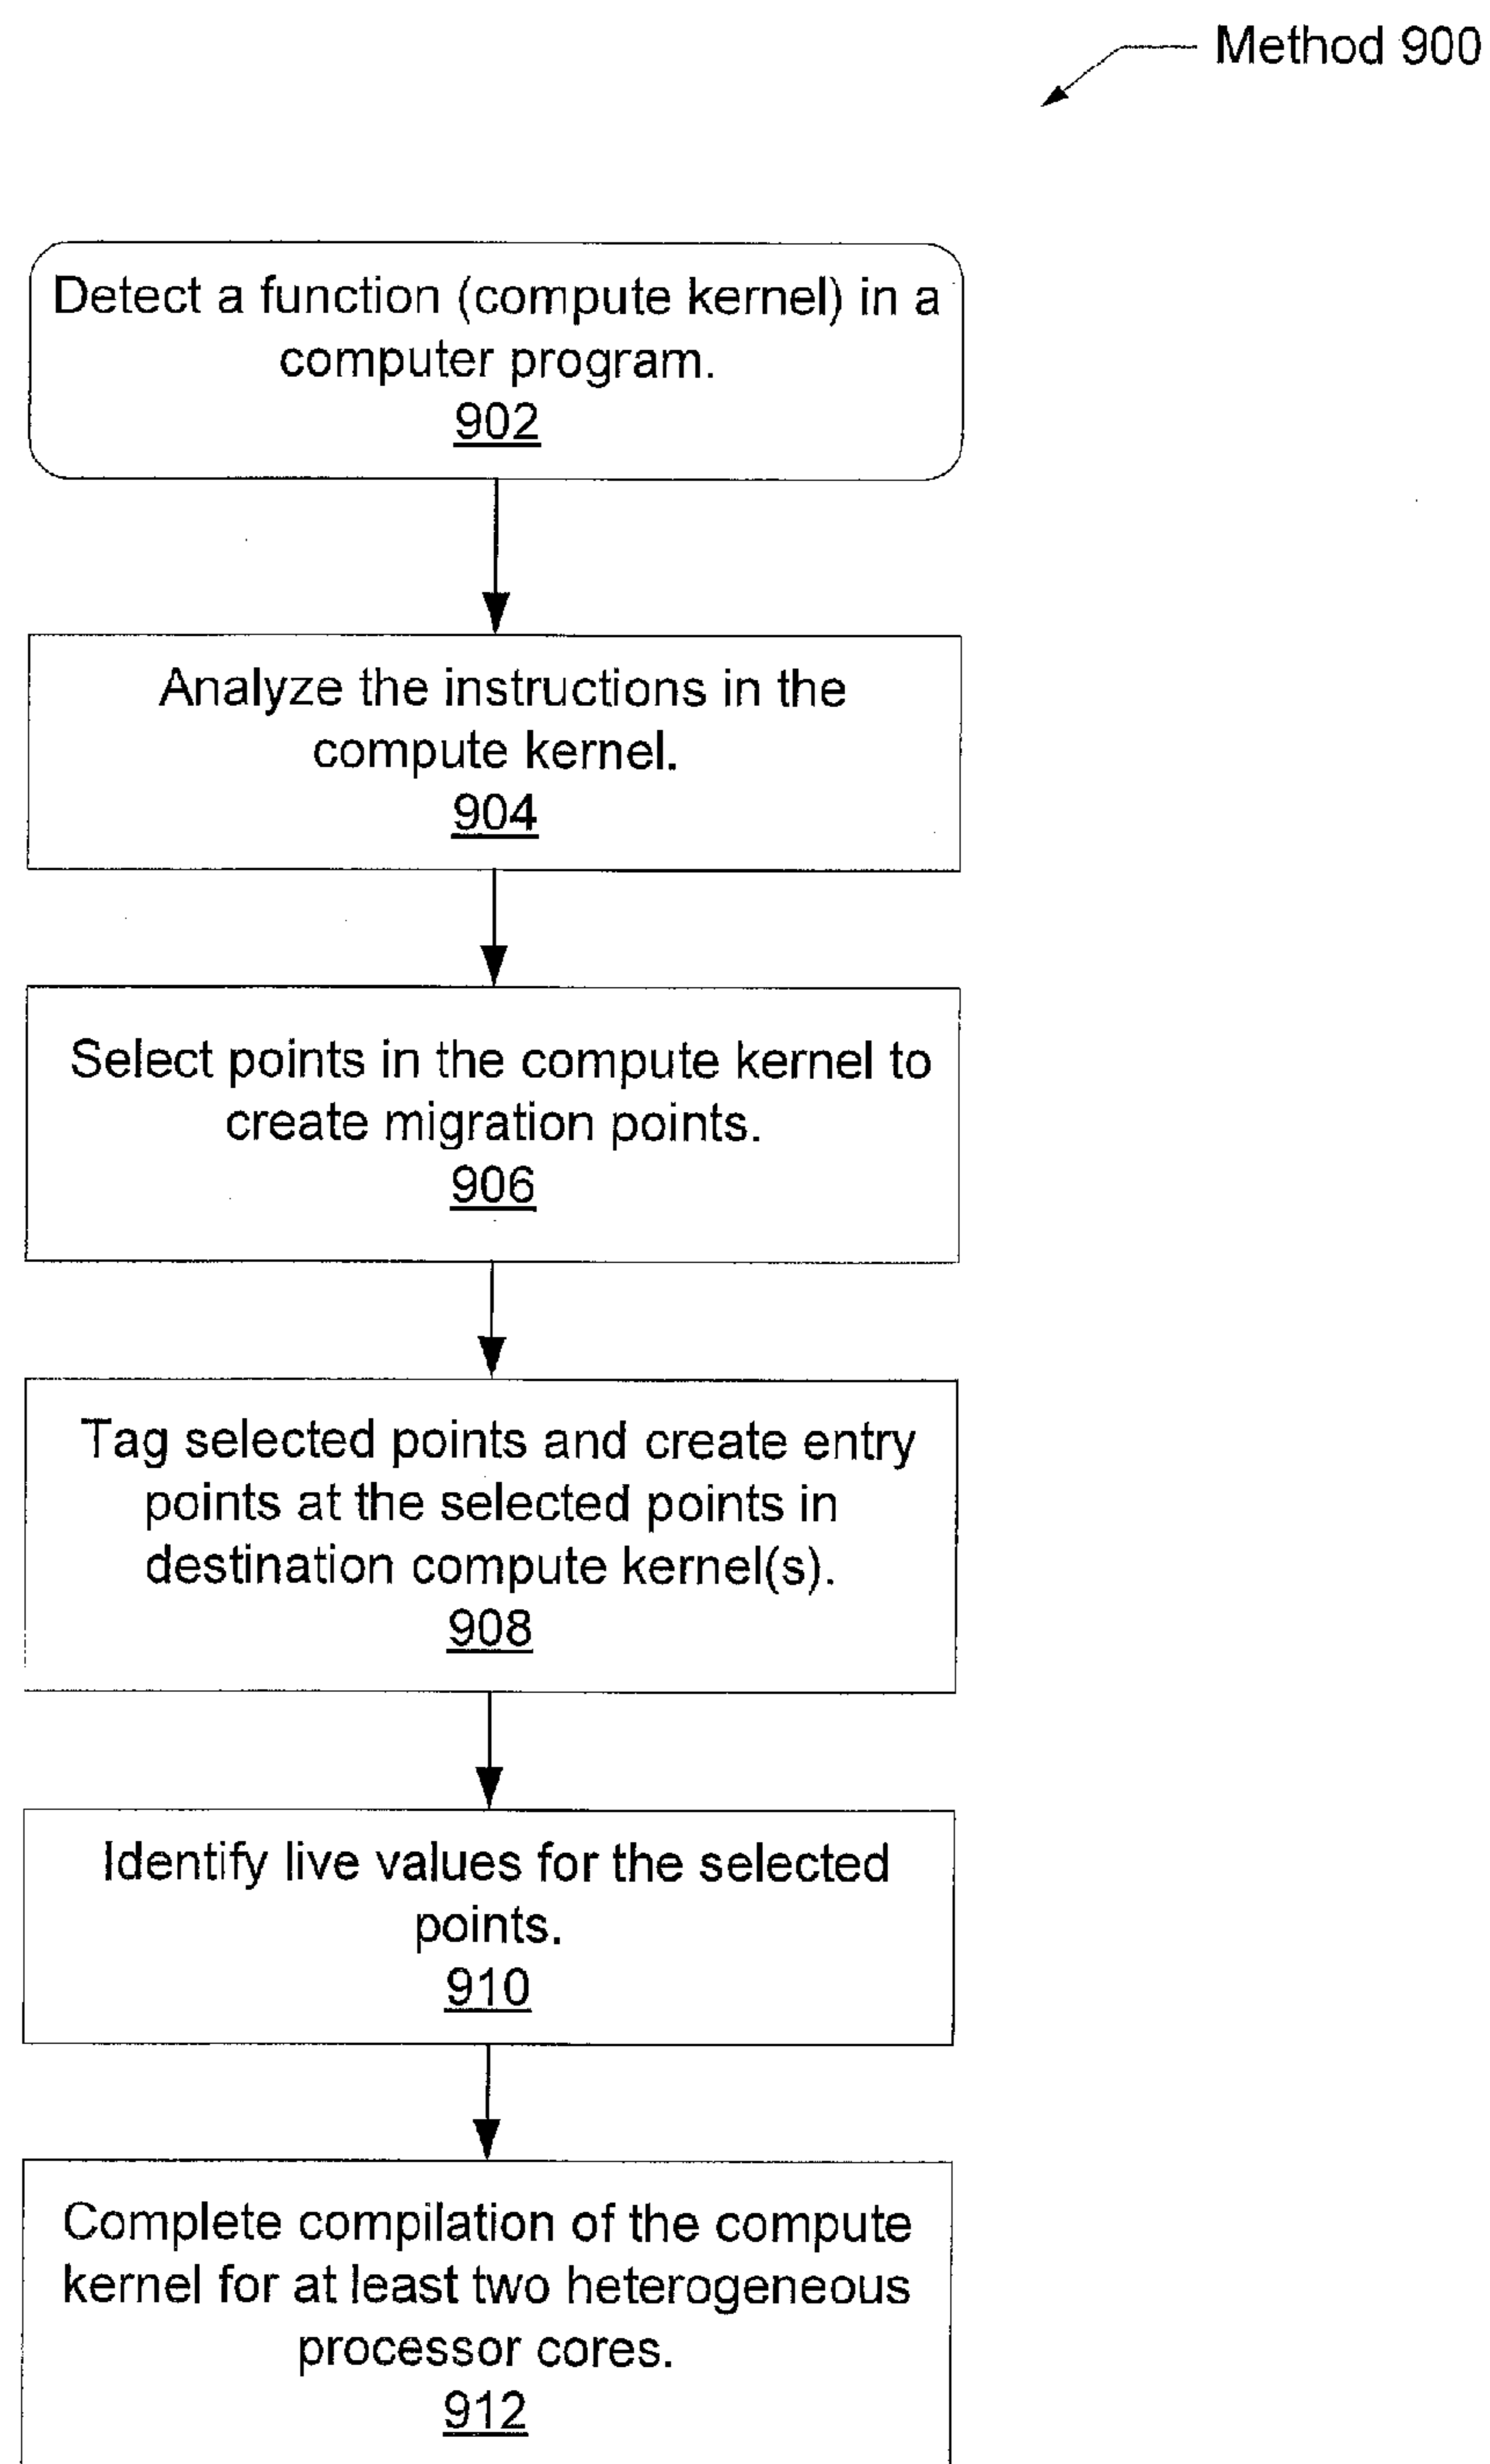 Method 900
Detect a function (compute kernel) in a
computer program.
902
Analyze the instructions in the
compute kernel.
904
Select points in the compute kernel to
create migration points.
906
Tag selected points and create entry
points at the selected points in
destination compute kernel(s).
908
Identify live values for the selected
points.
910
Complete compilation of the compute
kernel for at least two heterogeneous
processor cores.
912